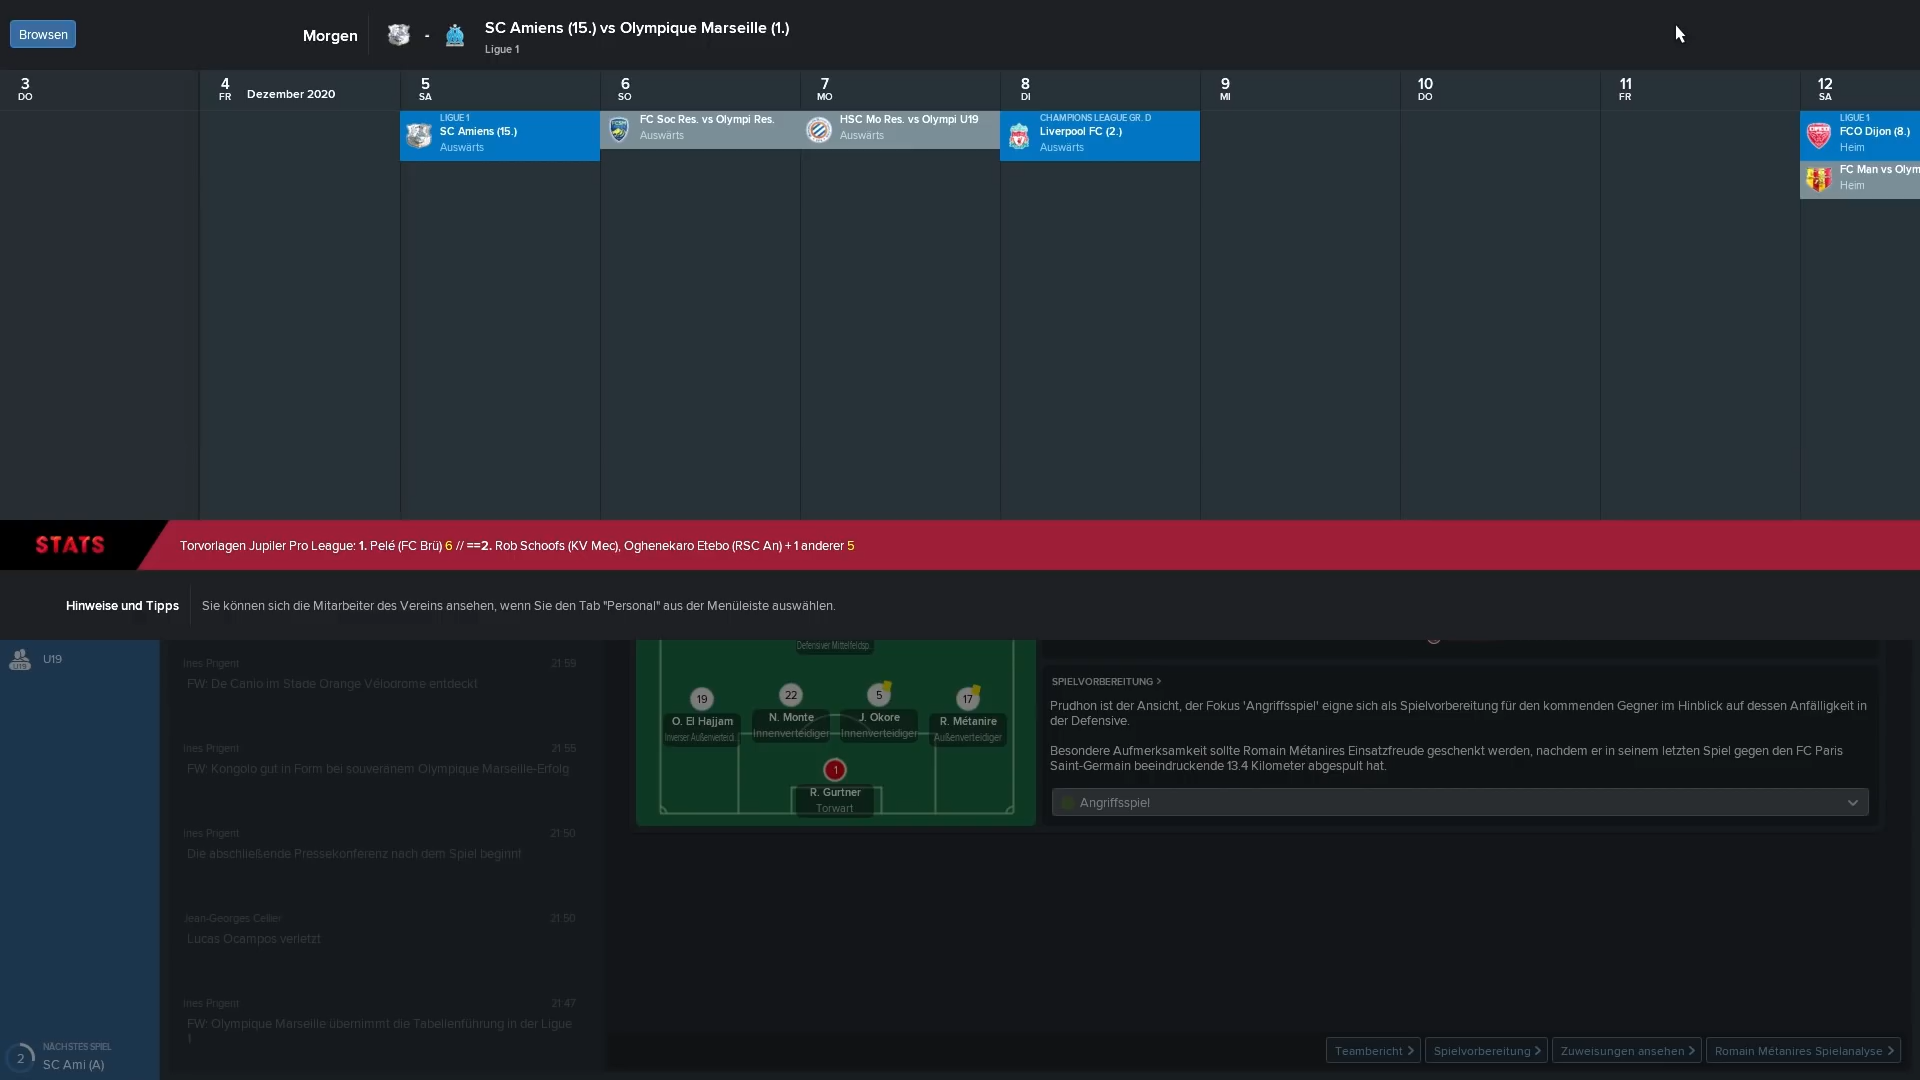 Browsen
Morgen
-
SC Amiens (15.) vs Olympique Marseille (1.)
Ligue 1
3
DO
4
FR
Dezember 2020
5
SA
6
SO
7
MO
8
DI
9
MI
10
DO
11
FR
12
SA
LIGUE 1
SC Amiens (15.)
Auswärts
FC Soc Res. vs Olympi Res.
Auswärts
HSC Mo Res. vs Olympi U19
Auswärts
CHAMPIONS LEAGUE GR. D
Liverpool FC (2.)
Auswärts
LIGUE 1
FCO Dijon (8.)
Heim
FC Man vs Olym
Heim
STATS
Torvorlagen Jupiler Pro League: 1. Pelé (FC Brü) 6 // ==2. Rob Schoofs (KV Mec), Oghenekaro Etebo (RSC An) + 1 anderer 5
Hinweise und Tipps
Sie können sich die Mitarbeiter des Vereins ansehen, wenn Sie den Tab "Personal" aus der Menüleiste auswählen.
U19
Ines Prigent
21:59
FW: De Canio im Stade Orange Vélodrome entdeckt
Ines Prigent
21:55
FW: Kongolo gut in Form bei souveränem Olympique Marseille-Erfolg
Ines Prigent
21:50
Die abschließende Pressekonferenz nach dem Spiel beginnt
Jean-Georges Cellier
21:50
Lucas Ocampos verletzt
Ines Prigent
21:47
FW: Olympique Marseille übernimmt die Tabellenführung in der Ligue
1
2
NÄCHSTES SPIEL
SC Ami (A)
Defensiver Mittelfeldsp...
19
22
5
17
O. El Hajjam
Inverser Außenverteid...
N. Monte
Innenverteidiger
J. Okore
Innenverteidiger
R. Métanire
Außenverteidiger
1
R. Gurtner
Torwart
SPIELVORBEREITUNG >
Prudhon ist der Ansicht, der Fokus 'Angriffsspiel' eigne sich als Spielvorbereitung für den kommenden Gegner im Hinblick auf dessen Anfälligkeit in
der Defensive.
Besondere Aufmerksamkeit sollte Romain Métanires Einsatzfreude geschenkt werden, nachdem er in seinem letzten Spiel gegen den FC Paris
Saint-Germain beeindruckende 13.4 Kilometer abgespult hat.
Angriffsspiel
Teambericht >
Spielvorbereitung >
Zuweisungen ansehen >
Romain Métanires Spielanalyse >